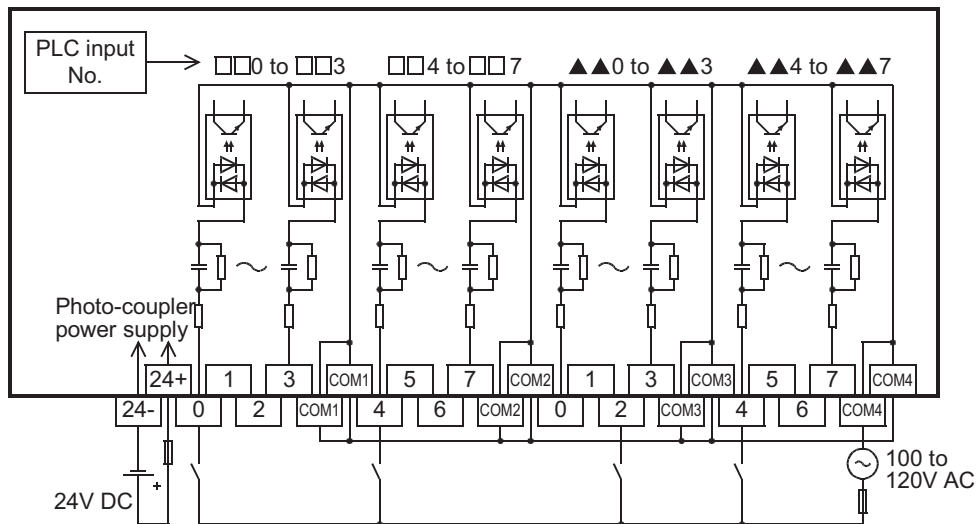 PLC input
No.
□□0 to □□3 □□4 to □□7 ▲▲0 to ▲▲3 ▲▲4 to ▲▲7
Photo-coupler
power supply
24+ 1 3 COM1 5 7 COM2 1 3 COM3 5 7 COM4
24- 0 2 COM1 4 6 COM2 0 2 COM3 4 6 COM4
24V DC
+
100 to
120V AC